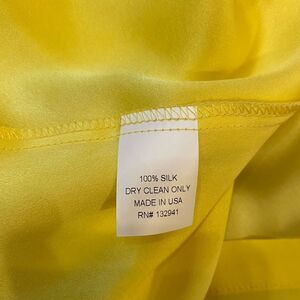 100% SILK
DRY CLEAN ONLY
MADE IN USA
RN# 132941